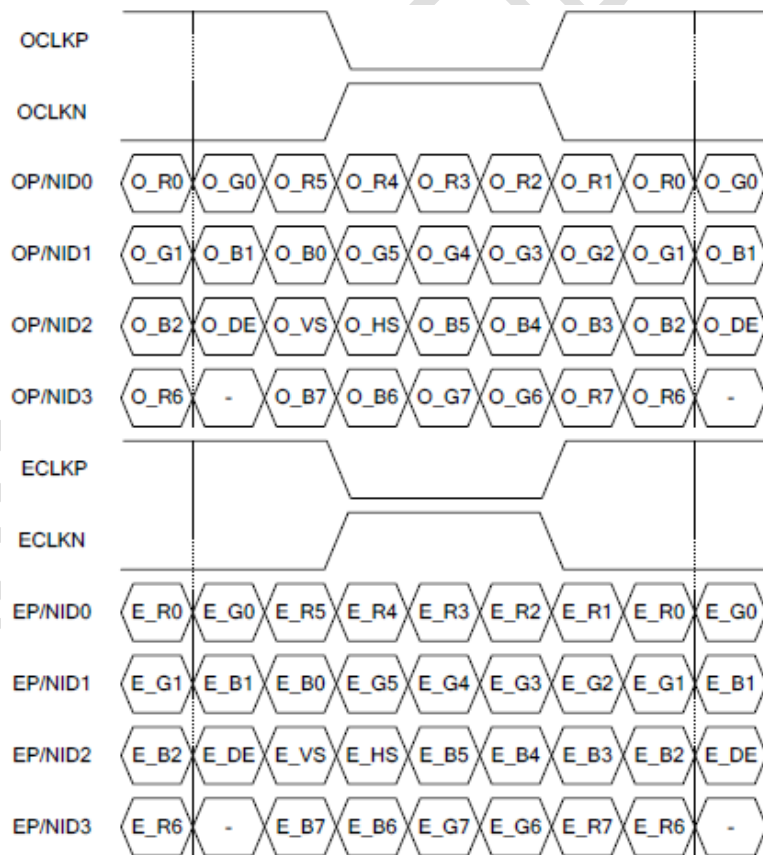 OCLKP
OCLKN
OP/NID0 O_R0 O_G0 O_R5 O_R4 O_R3 O_R2 O_R1 O_R0 O_G0
OP/NID1 O_G1 O_B1 O_B0 O_G5 O_G4 O_G3 O_G2 O_G1 O_B1
OP/NID2 O_B2 O_DE O_VS O_HS O_B5 O_B4 O_B3 O_B2 O_DE
OP/NID3 O_R6 - O_B7 O_B6 O_G7 O_G6 O_R7 O_R6 -
ECLKP
ECLKN
EP/NID0 E_R0 E_G0 E_R5 E_R4 E_R3 E_R2 E_R1 E_R0 E_G0
EP/NID1 E_G1 E_B1 E_B0 E_G5 E_G4 E_G3 E_G2 E_G1 E_B1
EP/NID2 E_B2 E_DE E_VS E_HS E_B5 E_B4 E_B3 E_B2 E_DE
EP/NID3 E_R6 - E_B7 E_B6 E_G7 E_G6 E_R7 E_R6 -